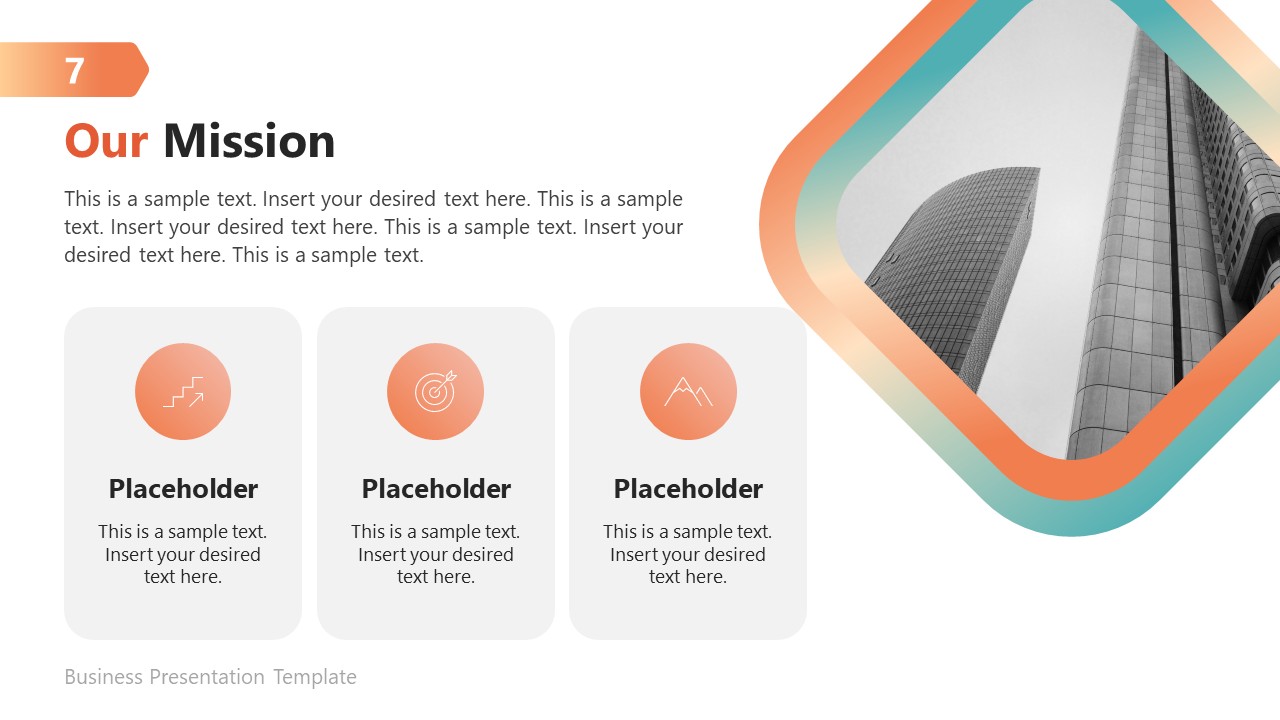 7
Our Mission
This is a sample text. Insert your desired text here. This is a sample
text. Insert your desired text here. This is a sample text. Insert your
desired text here. This is a sample text.
Placeholder
This is a sample text.
Insert your desired
text here.
Placeholder
This is a sample text.
Insert your desired
text here.
Placeholder
This is a sample text.
Insert your desired
text here.
Business Presentation Template